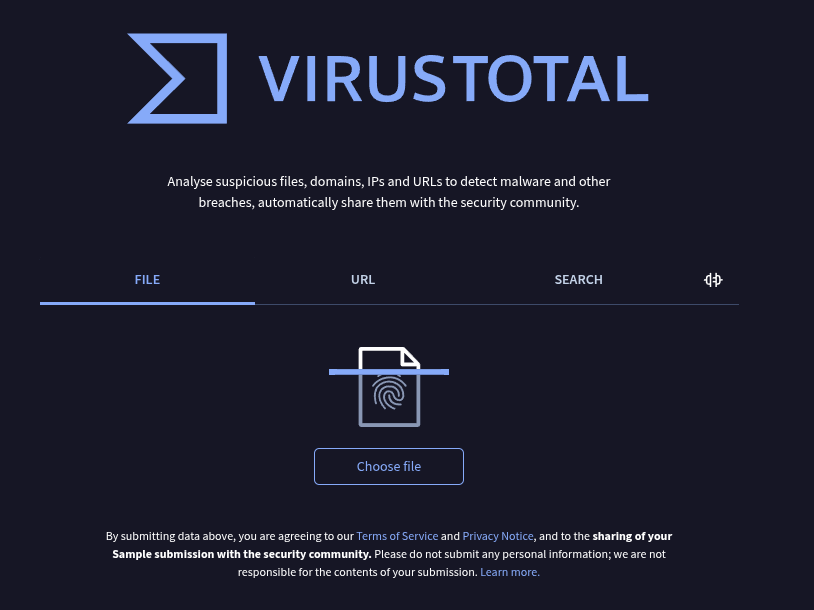 VIRUSTOTAL
Analyse suspicious files, domains, IPs and URLs to detect malware and other
breaches, automatically share them with the security community.
FILE
URL
SEARCH
Choose file
By submitting data above, you are agreeing to our Terms of Service and Privacy Notice, and to the sharing of your
Sample submission with the security community. Please do not submit any personal information; we are not
responsible for the contents of your submission. Learn more.